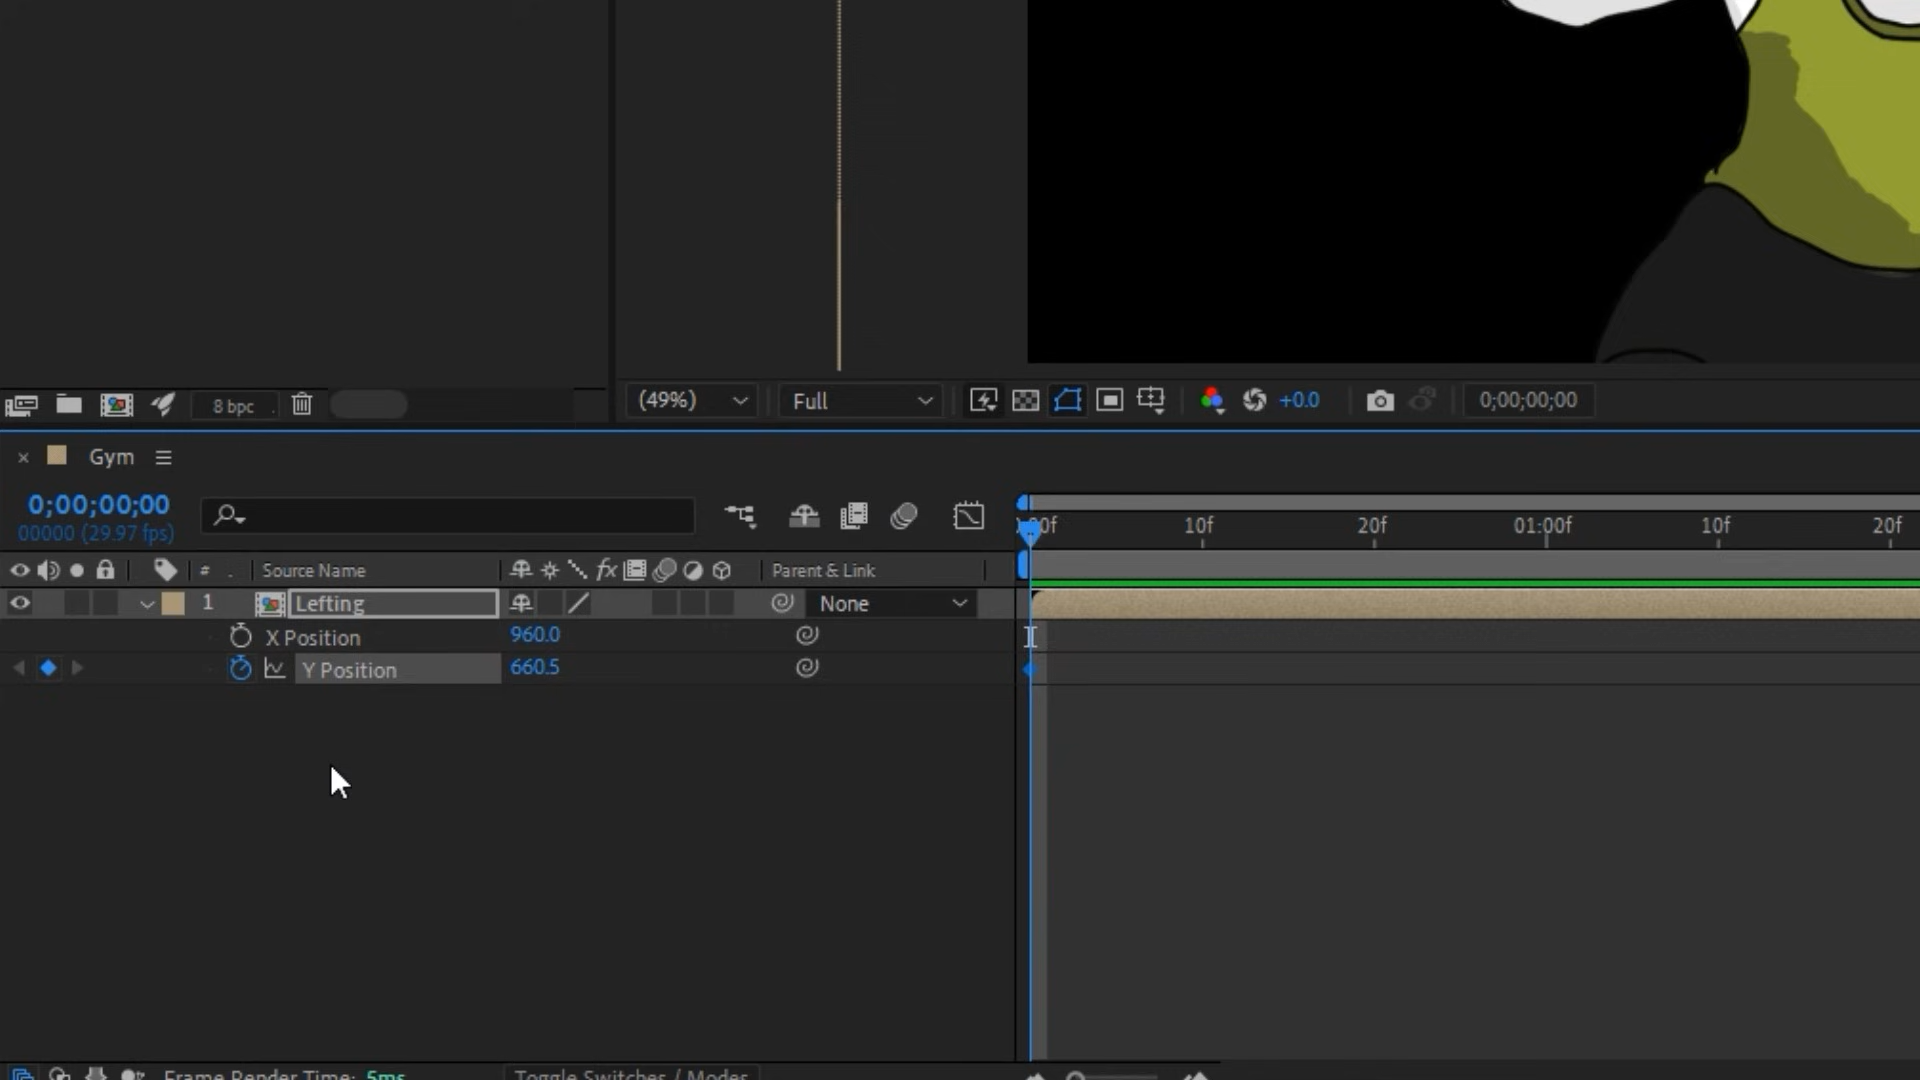 8 bpc
(49%)
Full
+0.0
0;00;00;00
Gym
0;00;00;00
00000 (29.97 fps)
10f
20f
01:00f
10f
20f
#
Source Name
fx
Parent & Link
1
Lefting
None
X Position
960.0
Y Position
660.5
Frame Render Time: 5ms
Toggle Switches / Modes